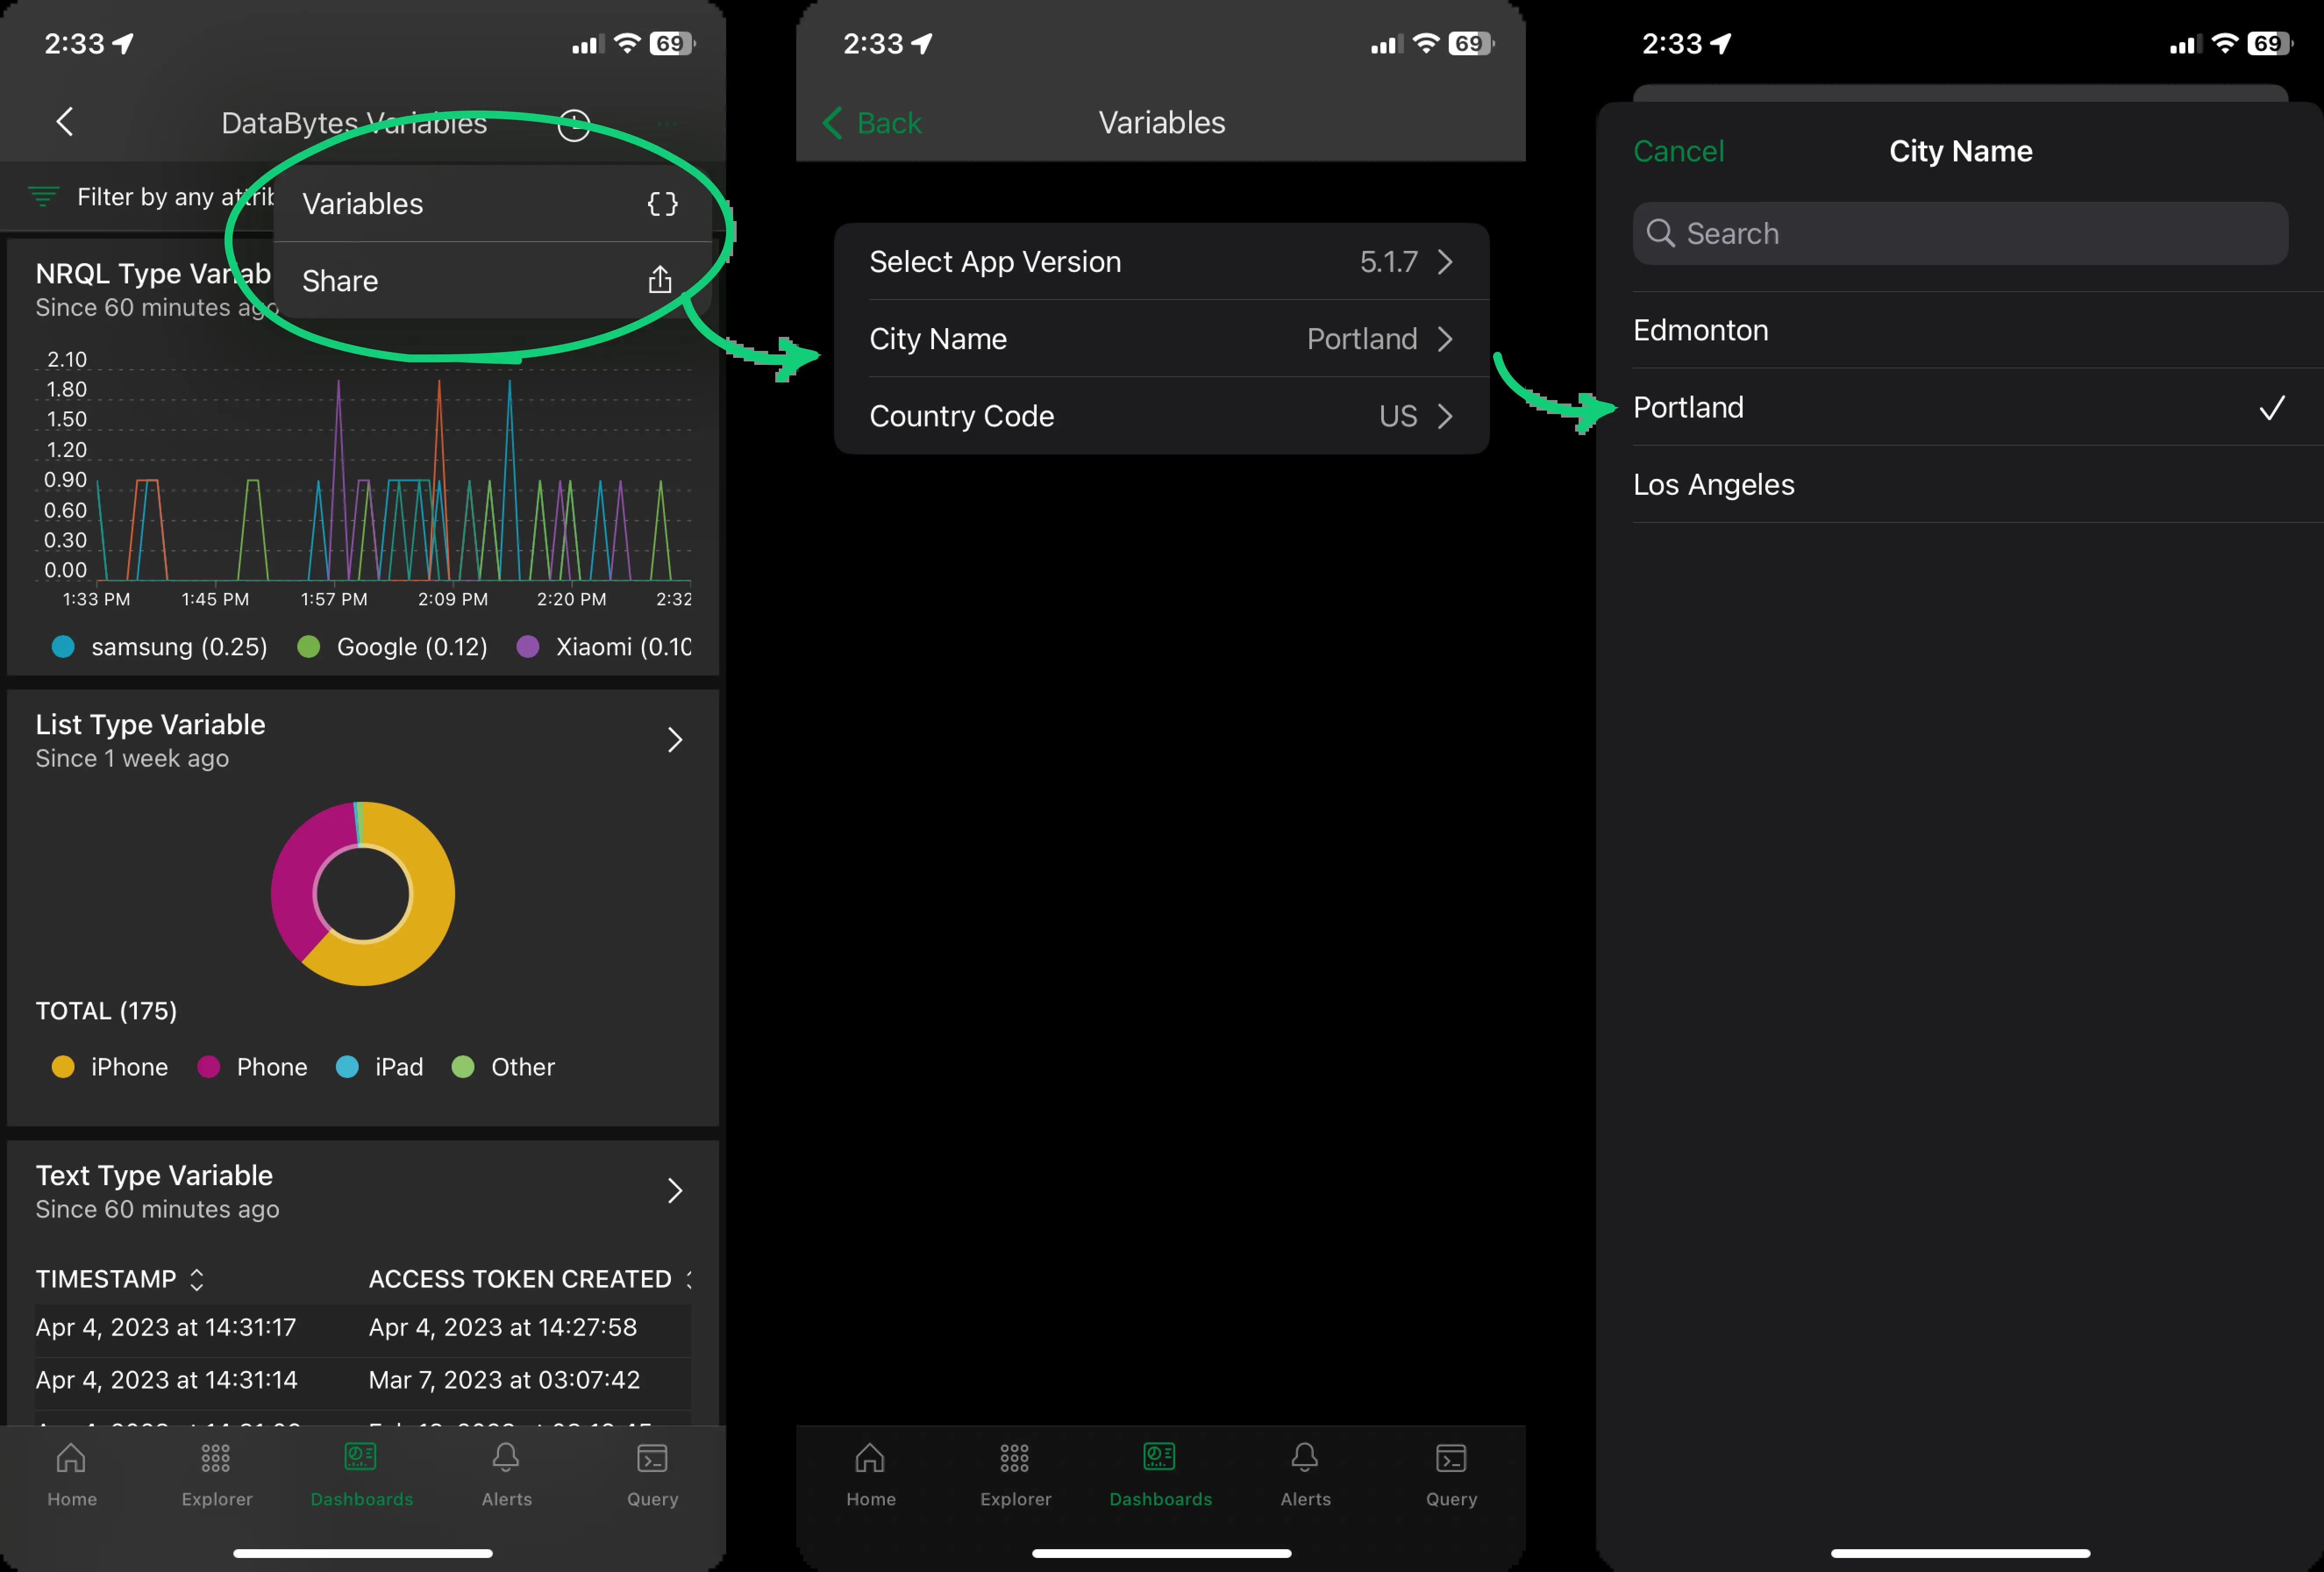 2:33
69
DataBytes Variables
Filter by any attrib
Variables
Share
NRQL Type Variab
Since 60 minutes ago
2.10
1.80
1.50
1.20
0.90
0.60
0.30
0.00
1:33 PM 1:45 PM 1:57 PM 2:09 PM 2:20 PM 2:32
samsung (0.25) Google (0.12) Xiaomi (0.10
List Type Variable
Since 1 week ago
TOTAL (175)
iPhone Phone iPad Other
Text Type Variable
Since 60 minutes ago
TIMESTAMP ACCESS TOKEN CREATED
Apr 4, 2023 at 14:31:17 Apr 4, 2023 at 14:27:58
Apr 4, 2023 at 14:31:14 Mar 7, 2023 at 03:07:42
Home Explorer Dashboards Alerts Query
2:33
69
Back Variables
Select App Version 5.1.7
City Name Portland
Country Code US
Home Explorer Dashboards Alerts Query
2:33
69
Cancel City Name
Search
Edmonton
Portland
Los Angeles